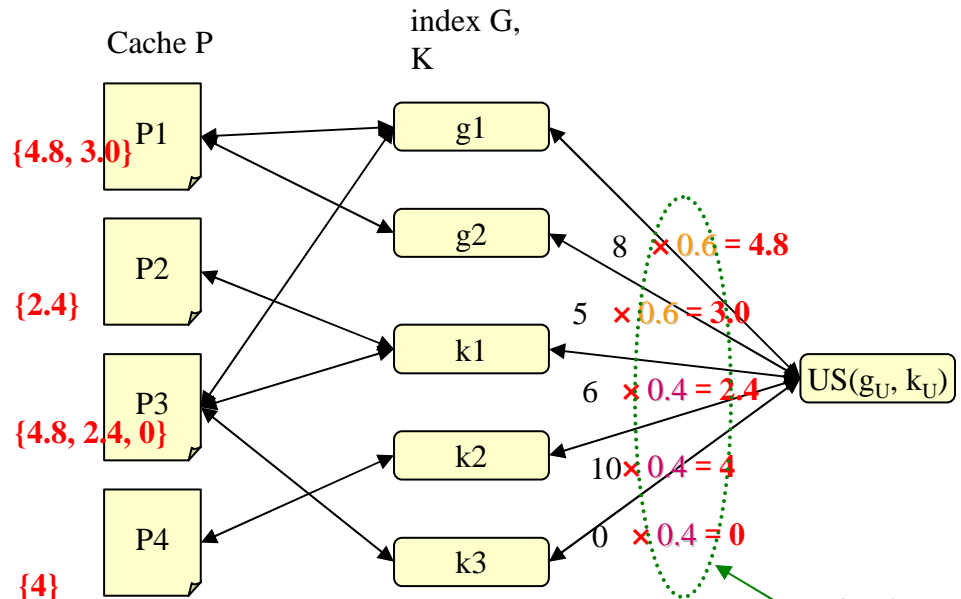 Cache P
index G,
K
P1
{4.8, 3.0}
P2
{2.4}
P3
{4.8, 2.4, 0}
P4
{4}
g1
g2
k1
k2
k3
8 × 0.6 = 4.8
5 × 0.6 = 3.0
6 × 0.4 = 2.4
10 × 0.4 = 4
0 × 0.4 = 0
US(gU, kU)